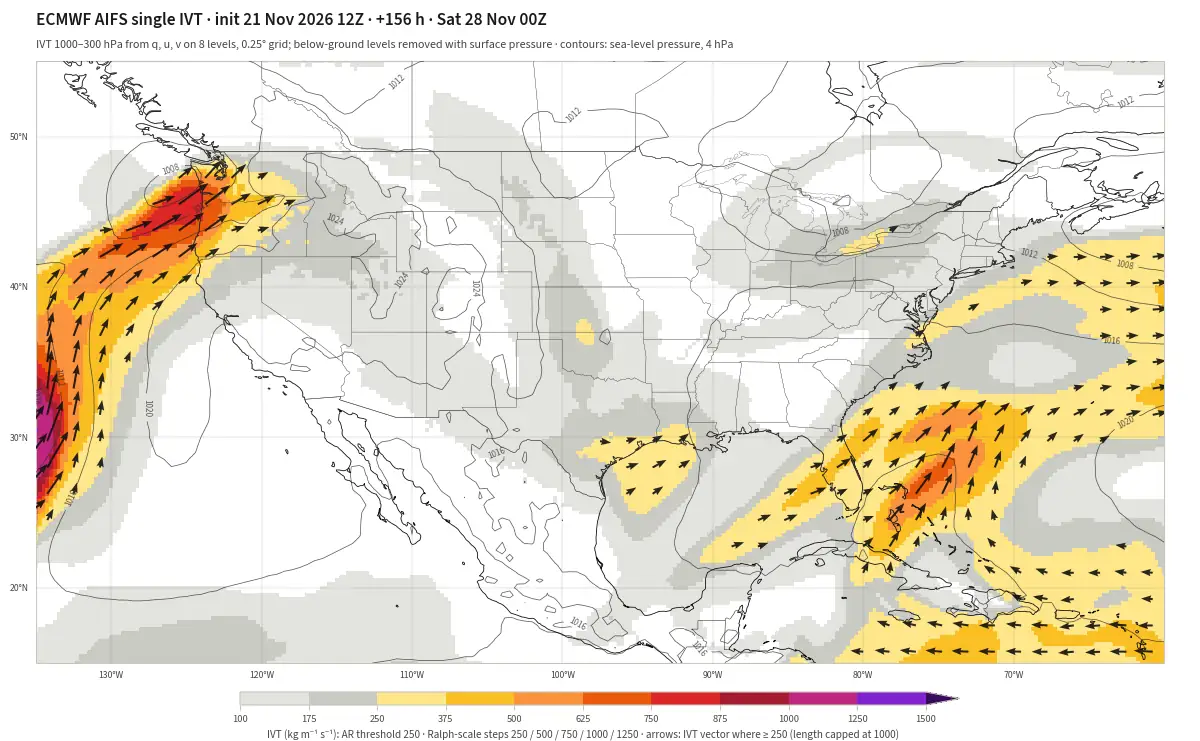 ECMWF AIFS single IVT · init 21 Nov 2026 12Z · +156 h · Sat 28 Nov 00Z
IVT 1000–300 hPa from q, u, v on 8 levels, 0.25° grid; below-ground levels removed with surface pressure · contours: sea-level pressure, 4 hPa
1012
1012
1012
50°N
1008
1024
1008
1012
1008
40°N
1024
1024
1016
1020
1020
30°N
1016
1016
20°N
1016
1016
130°W 120°W 110°W 100°W 90°W 80°W 70°W
100 175 250 375 500 625 750 875 1000 1250 1500
IVT (kg m⁻¹ s⁻¹): AR threshold 250 · Ralph-scale steps 250 / 500 / 750 / 1000 / 1250 · arrows: IVT vector where ≥ 250 (length capped at 1000)